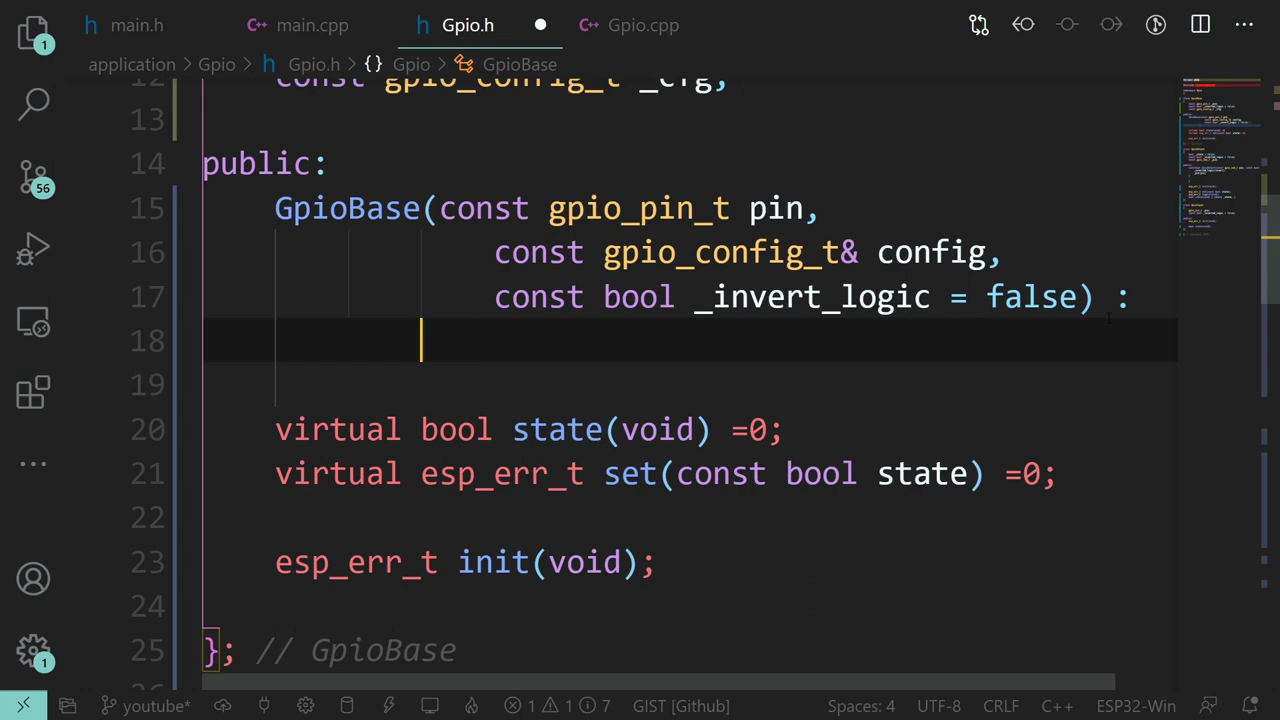 main.h
main.cpp
Gpio.h
Gpio.cpp
application > Gpio > h Gpio.h > {} Gpio > GpioBase
12 const gpio_config_t _cfg;
13
14 public:
15 GpioBase(const gpio_pin_t pin,
16 const gpio_config_t& config,
17 const bool _invert_logic = false) :
18
19
20 virtual bool state(void) =0;
21 virtual esp_err_t set(const bool state) =0;
22
23 esp_err_t init(void);
24
25 }; // GpioBase
1
56
1
youtube* 1 1 7 GIST [Github] Spaces: 4 UTF-8 CRLF C++ ESP32-Win